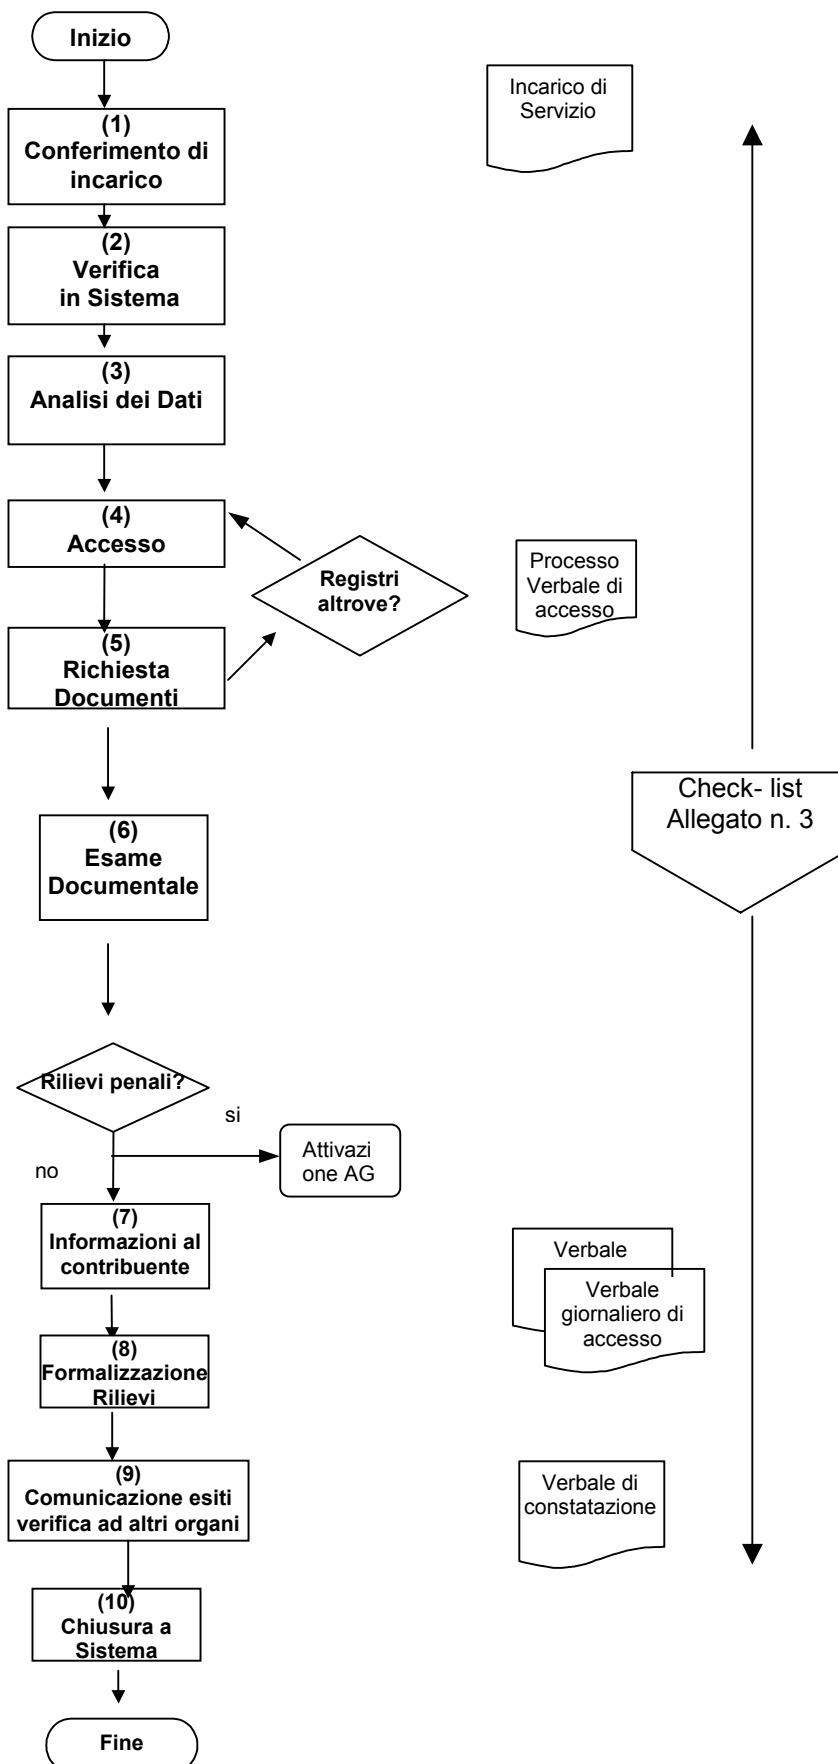 Inizio
Incarico di
Servizio
(1)
Conferimento di
incarico
(2)
Verifica
in Sistema
(3)
Analisi dei Dati
(4)
Accesso
Registri
altrove?
Processo
Verbale di
accesso
(5)
Richiesta
Documenti
Check- list
Allegato n. 3
(6)
Esame
Documentale
Rilievi penali?
si
Attivazi
one AG
no
(7)
Informazioni al
contribuente
Verbale
Verbale
giornaliero di
accesso
(8)
Formalizzazione
Rilievi
(9)
Comunicazione esiti
verifica ad altri organi
Verbale di
constatazione
(10)
Chiusura a
Sistema
Fine